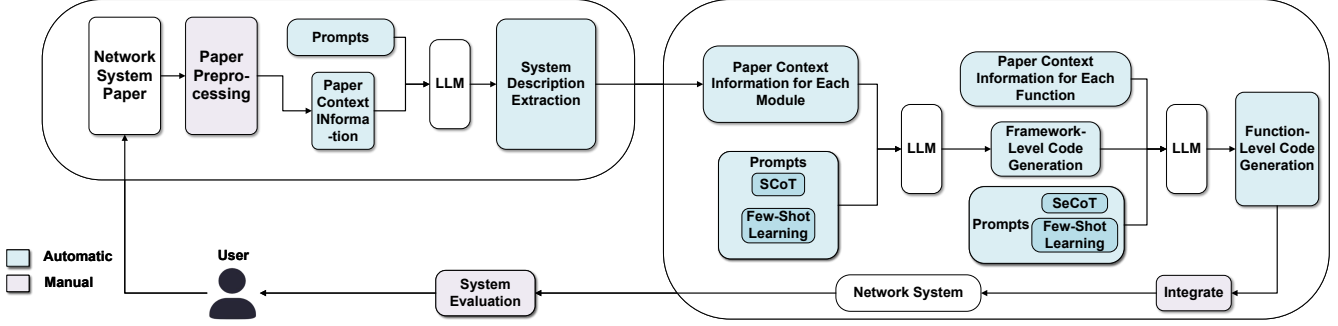 Network
System
Paper
Paper
Prepro-
cessing
Prompts
Paper
Context
INforma
-tion
LLM
System
Description
Extraction
Paper Context
Information for Each
Module
Prompts
SCoT
Few-Shot
Learning
LLM
Paper Context
Information for Each
Function
Framework-
Level Code
Generation
Prompts
SeCoT
Few-Shot
Learning
LLM
Function-
Level Code
Generation
Automatic
Manual
User
System
Evaluation
Network System
Integrate